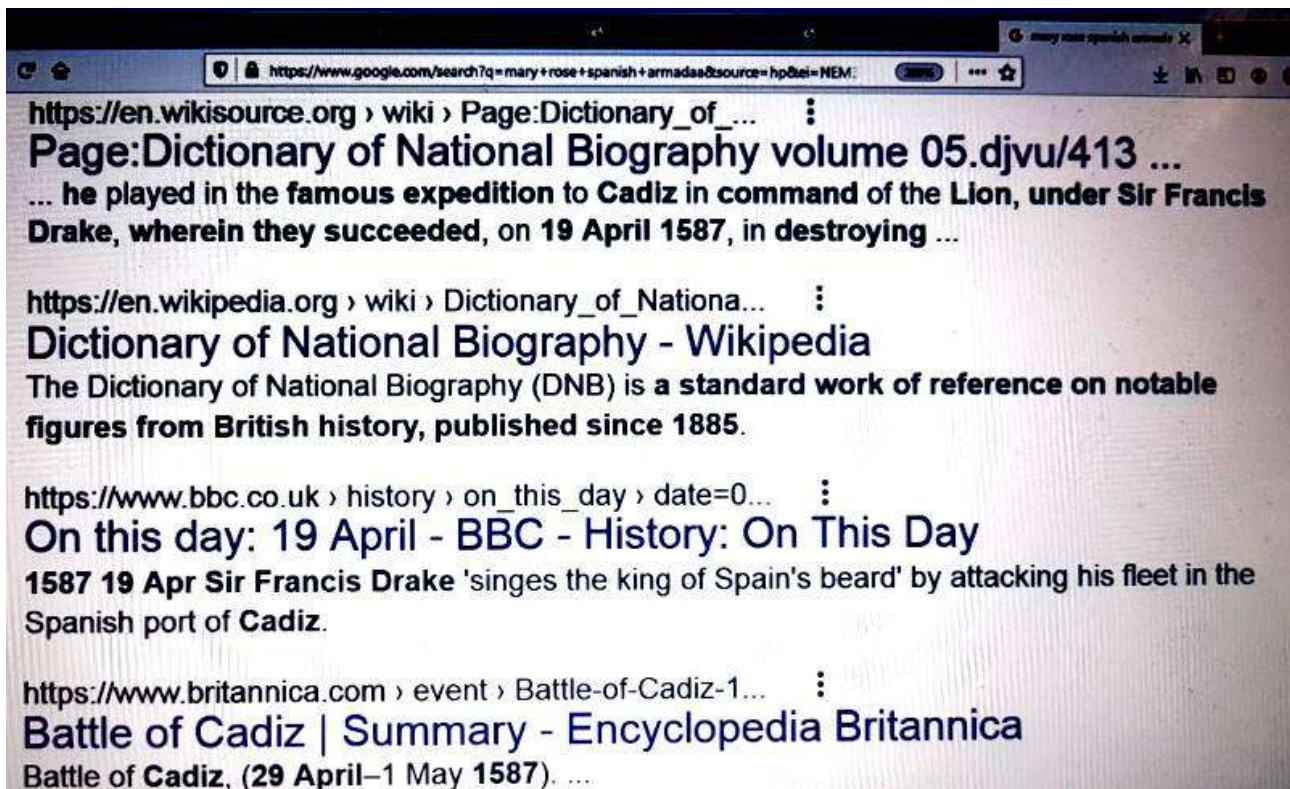 mary rose spanish armada
https://www.google.com/search?q=mary+rose+spanish+armadaa&source=hp&ei=NEM
https://en.wikisource.org › wiki › Page:Dictionary_of_...
Page:Dictionary of National Biography volume 05.djvu/413 ...
... he played in the famous expedition to Cadiz in command of the Lion, under Sir Francis
Drake, wherein they succeeded, on 19 April 1587, in destroying ...
https://en.wikipedia.org › wiki › Dictionary_of_Nationa...
Dictionary of National Biography - Wikipedia
The Dictionary of National Biography (DNB) is a standard work of reference on notable
figures from British history, published since 1885.
https://www.bbc.co.uk › history › on_this_day › date=0...
On this day: 19 April - BBC - History: On This Day
1587 19 Apr Sir Francis Drake 'singes the king of Spain's beard' by attacking his fleet in the
Spanish port of Cadiz.
https://www.britannica.com › event › Battle-of-Cadiz-1...
Battle of Cadiz | Summary - Encyclopedia Britannica
Battle of Cadiz, (29 April–1 May 1587). ...